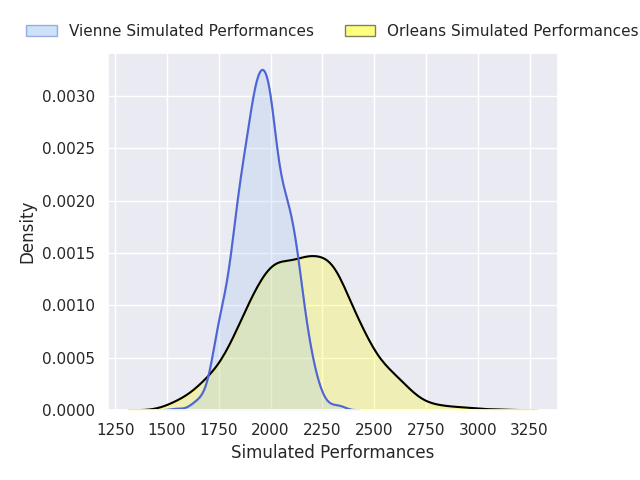 Vienne Simulated Performances Orleans Simulated Performances
0.0030
0.0025
0.0020
0.0015
0.0010
0.0005
0.0000
Density
1250 1500 1750 2000 2250 2500 2750 3000 3250
Simulated Performances